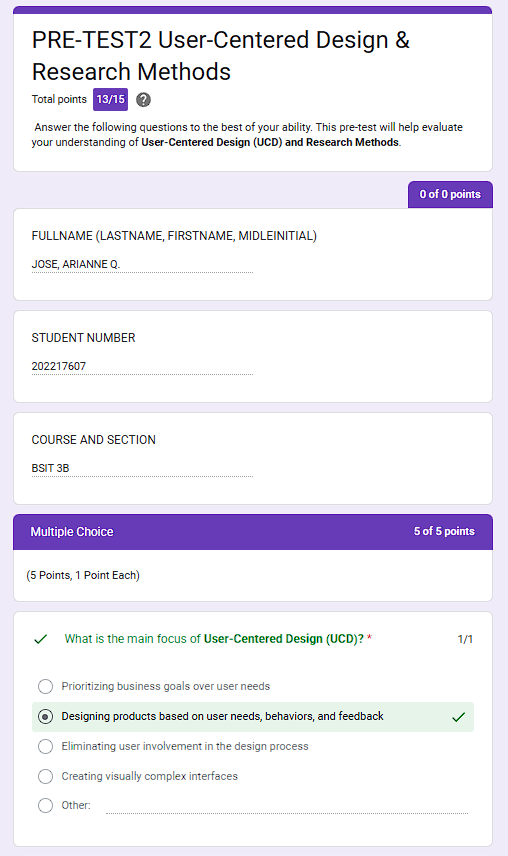 PRE-TEST2 User-Centered Design &
Research Methods
Total points 13/15 ?
Answer the following questions to the best of your ability. This pre-test will help evaluate
your understanding of User-Centered Design (UCD) and Research Methods.
0 of 0 points
FULLNAME (LASTNAME, FIRSTNAME, MIDLEINITIAL)
JOSE, ARIANNE Q.
STUDENT NUMBER
202217607
COURSE AND SECTION
BSIT 3B
Multiple Choice 5 of 5 points
(5 Points, 1 Point Each)
What is the main focus of User-Centered Design (UCD)? * 1/1
Prioritizing business goals over user needs
Designing products based on user needs, behaviors, and feedback
Eliminating user involvement in the design process
Creating visually complex interfaces
Other: